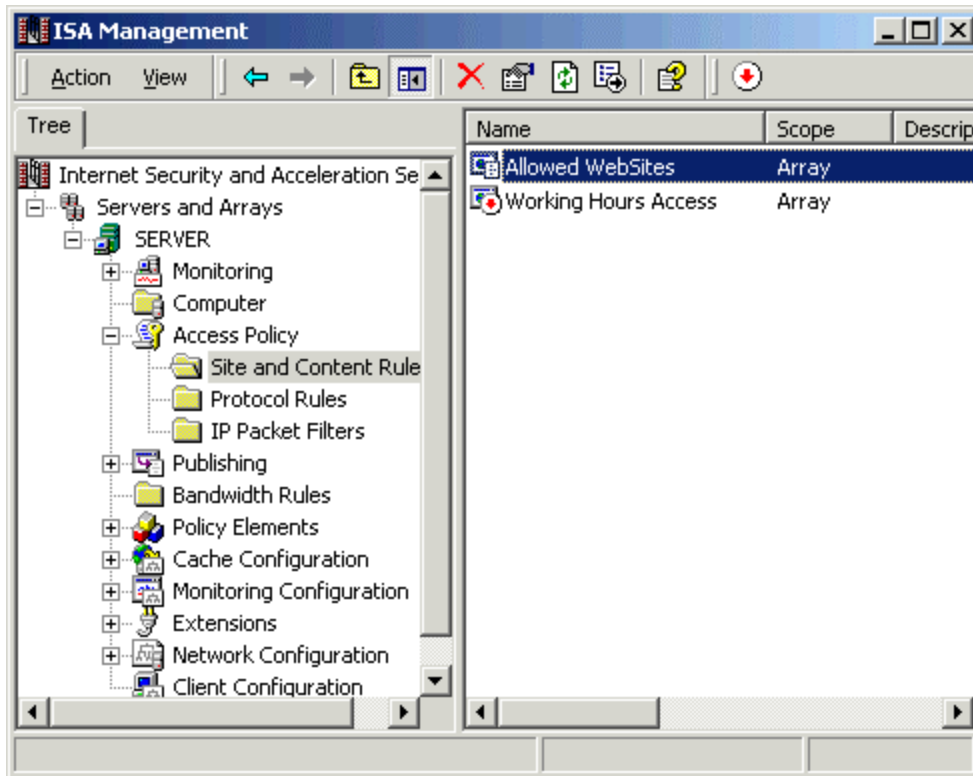 ISA Management
Action View
Tree
Internet Security and Acceleration Se
Servers and Arrays
SERVER
Monitoring
Computer
Access Policy
Site and Content Rule
Protocol Rules
IP Packet Filters
Publishing
Bandwidth Rules
Policy Elements
Cache Configuration
Monitoring Configuration
Extensions
Network Configuration
Client Configuration
Name Scope Descrip
Allowed WebSites Array
Working Hours Access Array